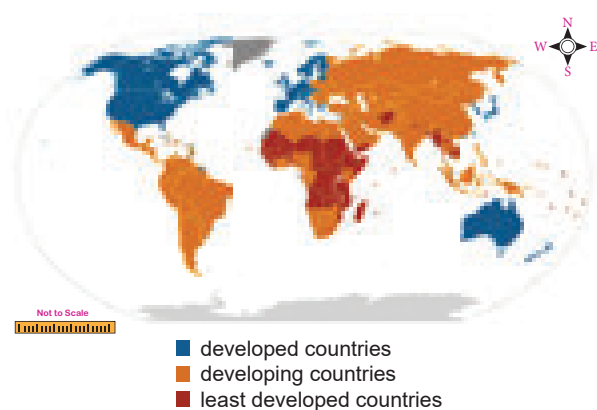 N
W E
S
Not to Scale
developed countries
developing countries
least developed countries